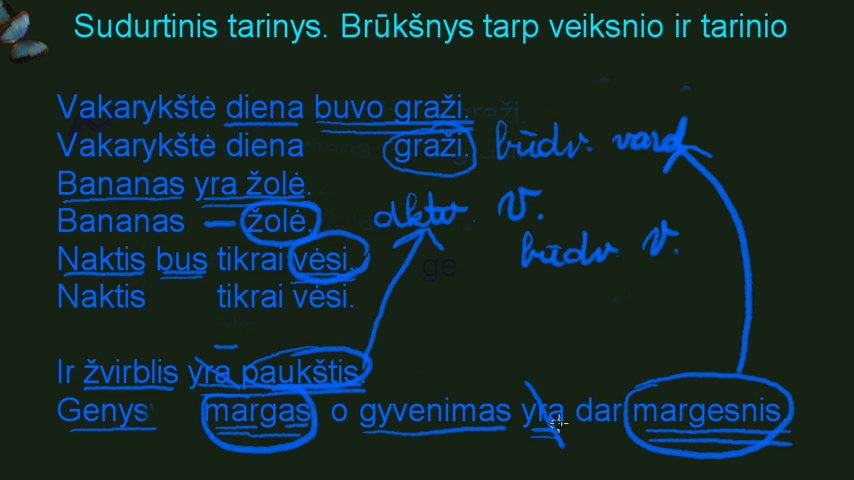 Sudurtinis tarinys. Brūkšnys tarp veiksnio ir tarinio
Vakarykštė diena buvo graži.
Vakarykštė diena graži. būdv. vard
Bananas yra žolė.
Bananas – žolė. dktv. V.
Naktis bus tikrai vėsi. būdv. V.
Naktis tikrai vėsi.
Ir žvirblis yra paukštis.
Genys margas o gyvenimas yra dar margesnis